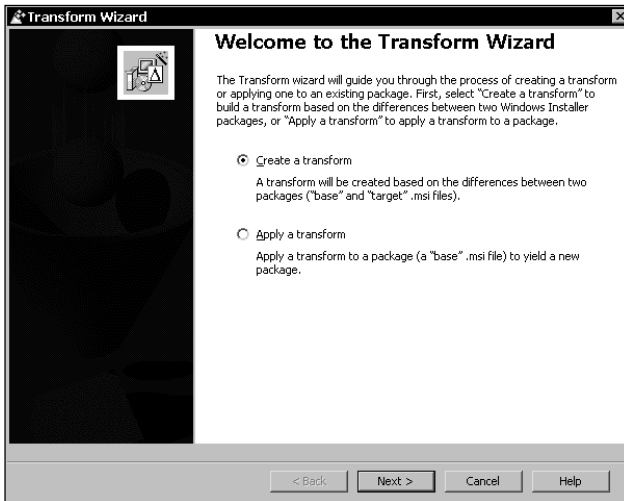 Transform Wizard
Welcome to the Transform Wizard
The Transform wizard will guide you through the process of creating a transform
or applying one to an existing package. First, select “Create a transform” to
build a transform based on the differences between two Windows Installer
packages, or “Apply a transform” to apply a transform to a package.
Create a transform
A transform will be created based on the differences between two
packages (“base” and “target” .msi files).
Apply a transform
Apply a transform to a package (a “base” .msi file) to yield a new
package.
< Back
Next >
Cancel
Help